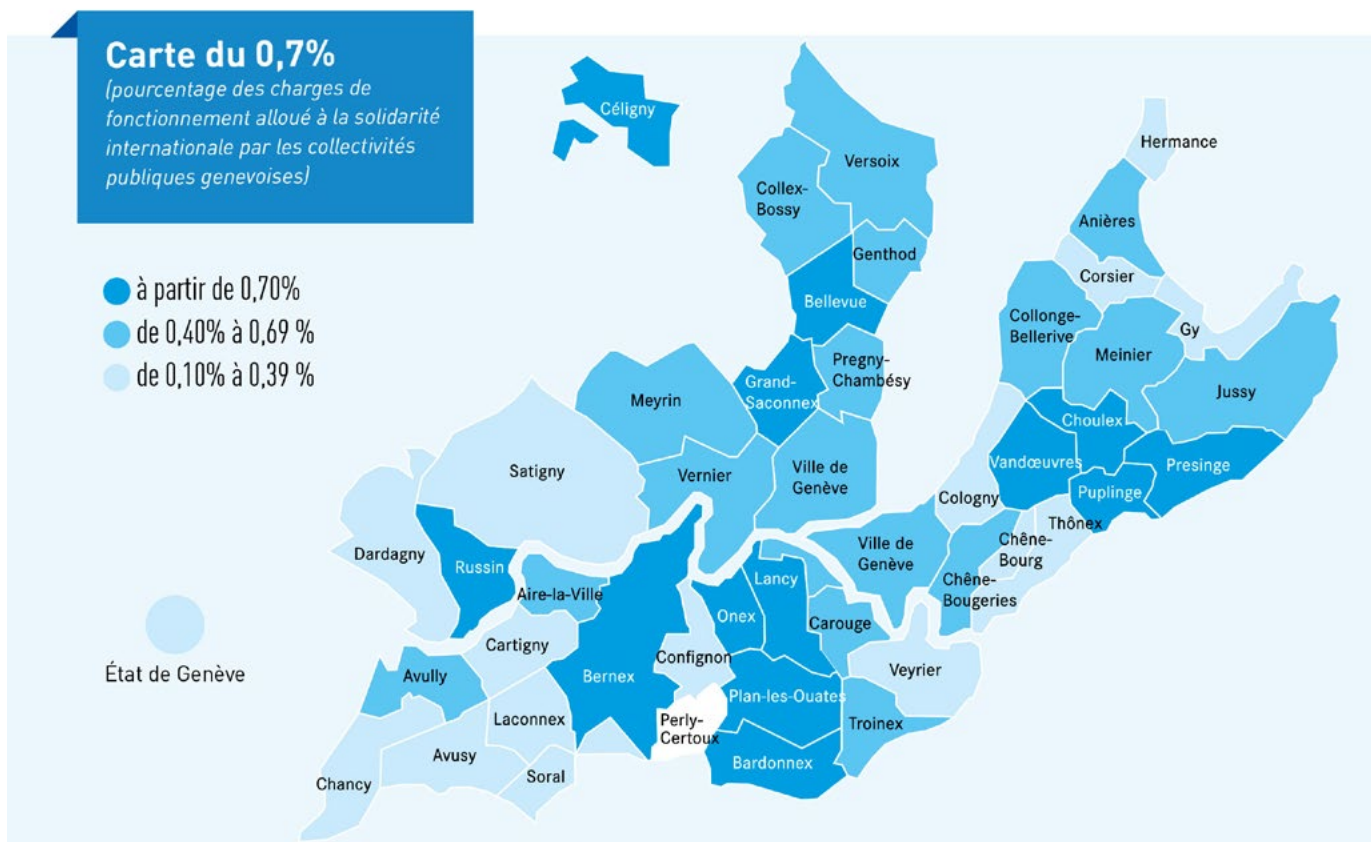 Carte du 0,7%
(pourcentage des charges de
fonctionnement alloué à la solidarité
internationale par les collectivités
publiques genevoises)
à partir de 0,70%
de 0,40% à 0,69 %
de 0,10% à 0,39 %
État de Genève
Céligny
Versoix
Collex-
Bossy
Genthod
Bellevue
Pregny-
Chambésy
Grand-
Saconnex
Meyrin
Vernier
Ville de
Genève
Satigny
Dardagny
Russin
Aire-la-Ville
Cartigny
Avully
Chancy
Avusy
Laconnex
Soral
Bernex
Confignon
Perly-
Certoux
Onex
Lancy
Plan-les-Ouates
Bardonnex
Carouge
Troinex
Veyrier
Ville de
Genève
Chêne-
Bougeries
Chêne-
Bourg
Thônex
Cologny
Vandœuvres
Choulex
Puplinge
Presinge
Jussy
Meinier
Collonge-
Bellerive
Gy
Corsier
Anières
Hermance